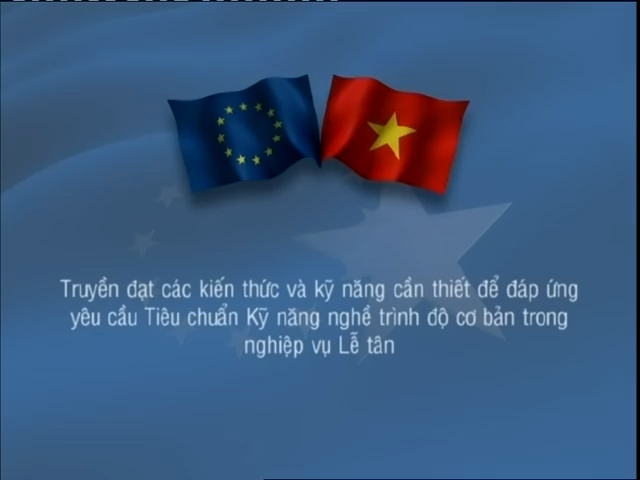 Truyền đạt các kiến thức và kỹ năng cần thiết để đáp ứng
yêu cầu Tiêu chuẩn Kỹ năng nghề trình độ cơ bản trong
nghiệp vụ Lễ tân